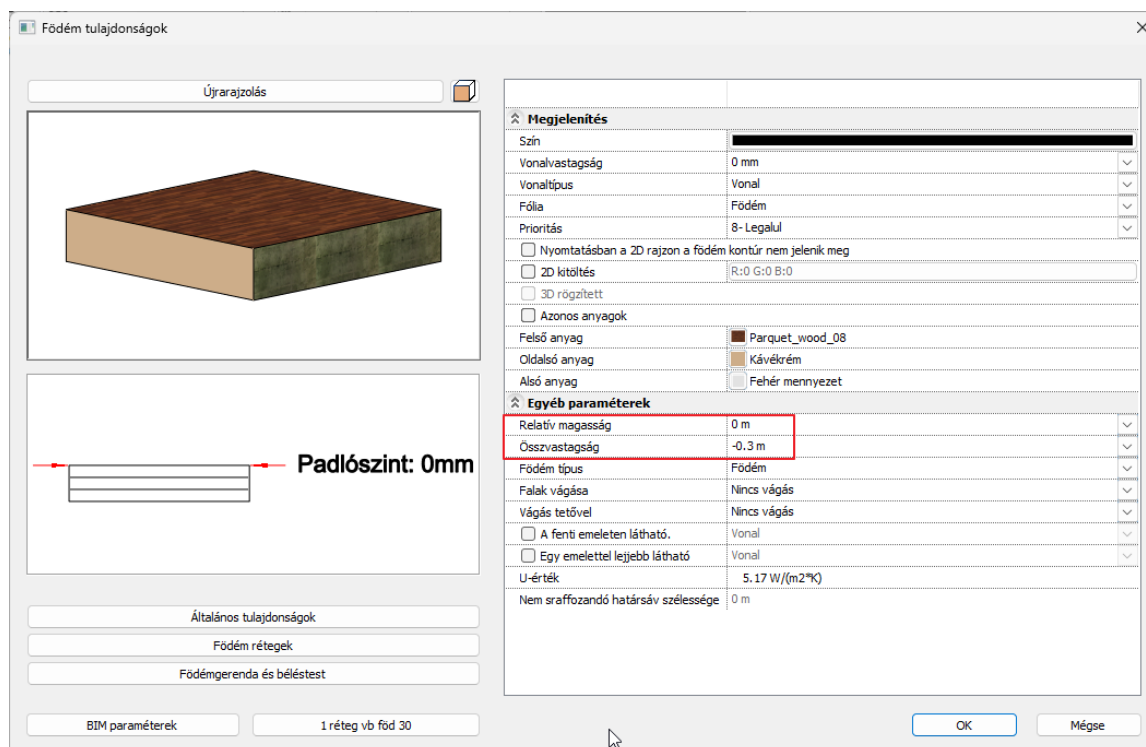 Födém tulajdonságok
Újrarajzolás
Padlószint: 0mm
Általános tulajdonságok
Födém rétegek
Födémgerenda és béléstest
BIM paraméterek
1 réteg vb föd 30
Megjelenítés
Szín
Vonalvastagság 0 mm
Vonaltípus Vonal
Fólia Födém
Prioritás 8- Legalul
Nyomtatásban a 2D rajzon a födém kontúr nem jelenik meg
2D kitöltés R:0 G:0 B:0
3D rögzített
Azonos anyagok
Felső anyag Parquet_wood_08
Oldalsó anyag Kávékrém
Alsó anyag Fehér mennyezet
Egyéb paraméterek
Relatív magasság 0 m
Összvastagság -0.3 m
Födém típus Födém
Falak vágása Nincs vágás
Vágás tetővel Nincs vágás
A fenti emeleten látható. Vonal
Egy emelettel lejjebb látható Vonal
U-érték 5.17 W/(m2*K)
Nem sraffozandó határsáv szélessége 0 m
OK
Mégse